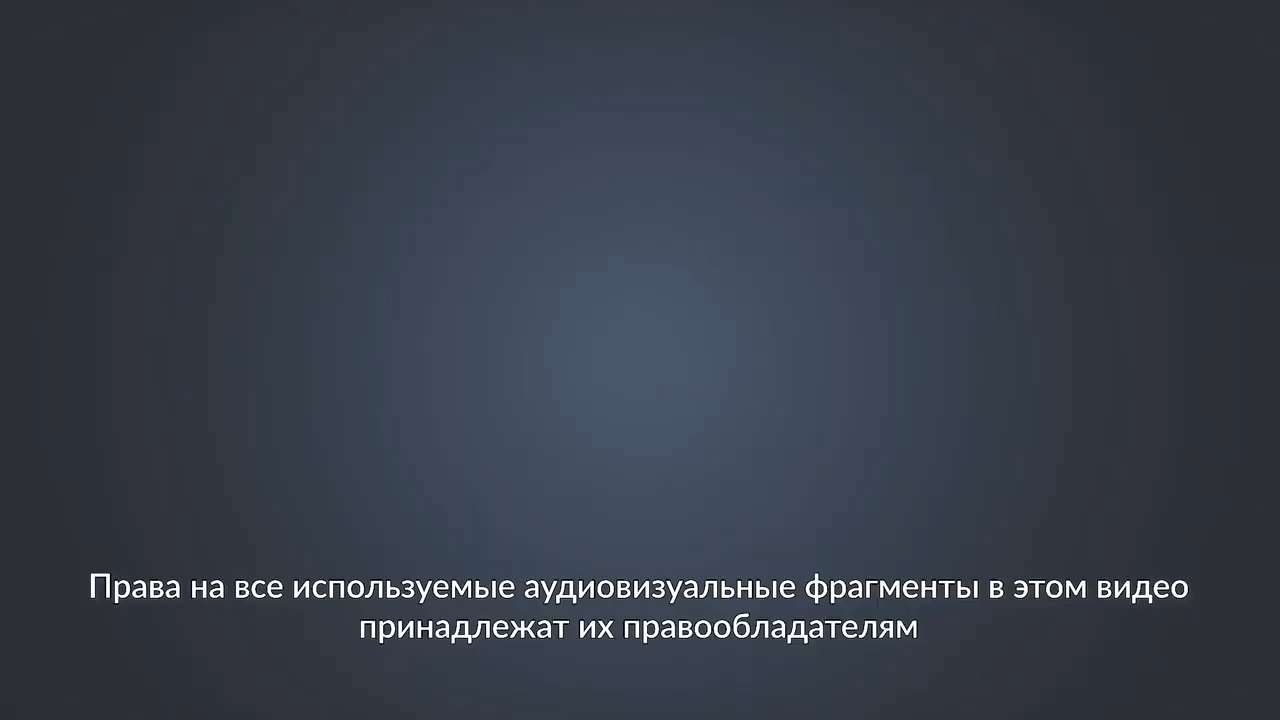 Права на все используемые аудиовизуальные фрагменты в этом видео
принадлежат их правообладателям